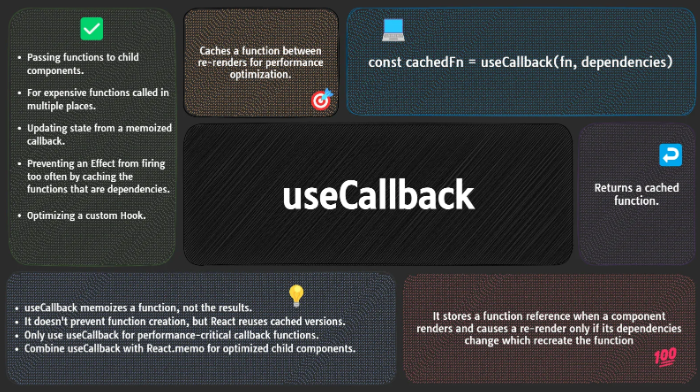 • Passing functions to child
components.
• For expensive functions called in
multiple places.
• Updating state from a memoized
callback.
• Preventing an Effect from firing
too often by caching the
functions that are dependencies.
• Optimizing a custom Hook.
Caches a function between
re-renders for performance
optimization.
const cachedFn = useCallback(fn, dependencies)
useCallback
Returns a cached
function.
• useCallback memoizes a function, not the results.
• It doesn't prevent function creation, but React reuses cached versions.
• Only use useCallback for performance-critical callback functions.
• Combine useCallback with React.memo for optimized child components.
It stores a function reference when a component
renders and causes a re-render only if its dependencies
change which recreate the function
100